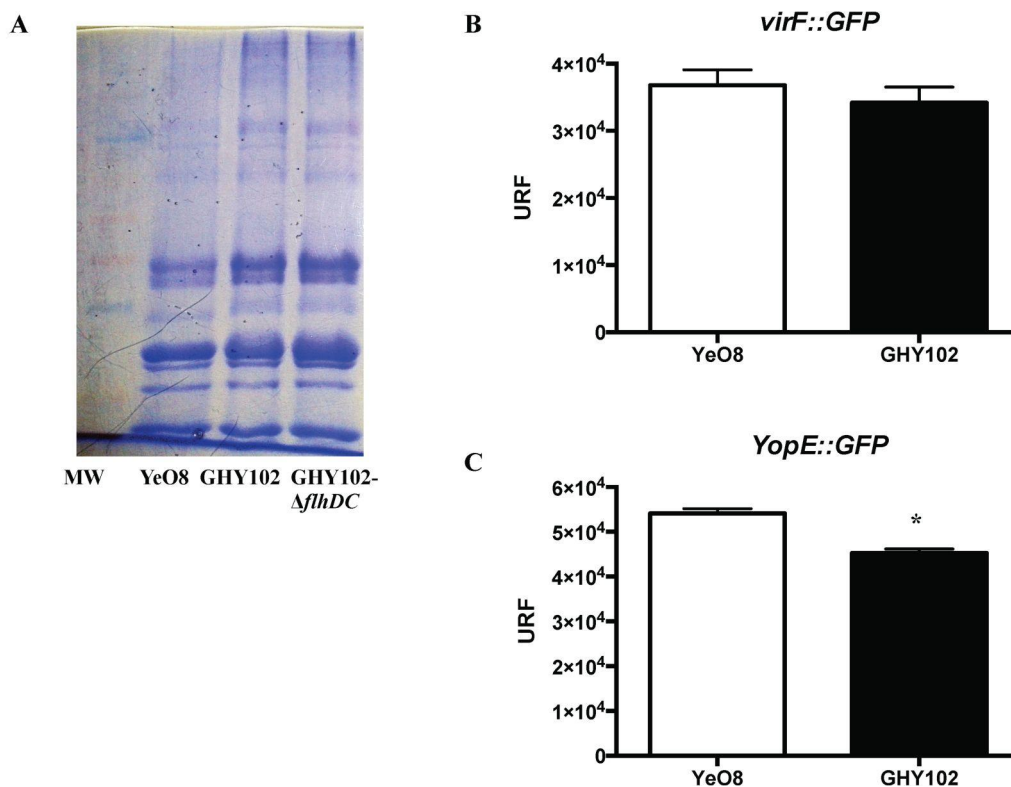 A
MW YeO8 GHY102 GHY102-
ΔflhDC
B
virF::GFP
4×10⁴
3×10⁴
2×10⁴
1×10⁴
0
URF
YeO8 GHY102
C
YopE::GFP
6×10⁴
5×10⁴
4×10⁴
3×10⁴
2×10⁴
1×10⁴
0
URF
*
YeO8 GHY102